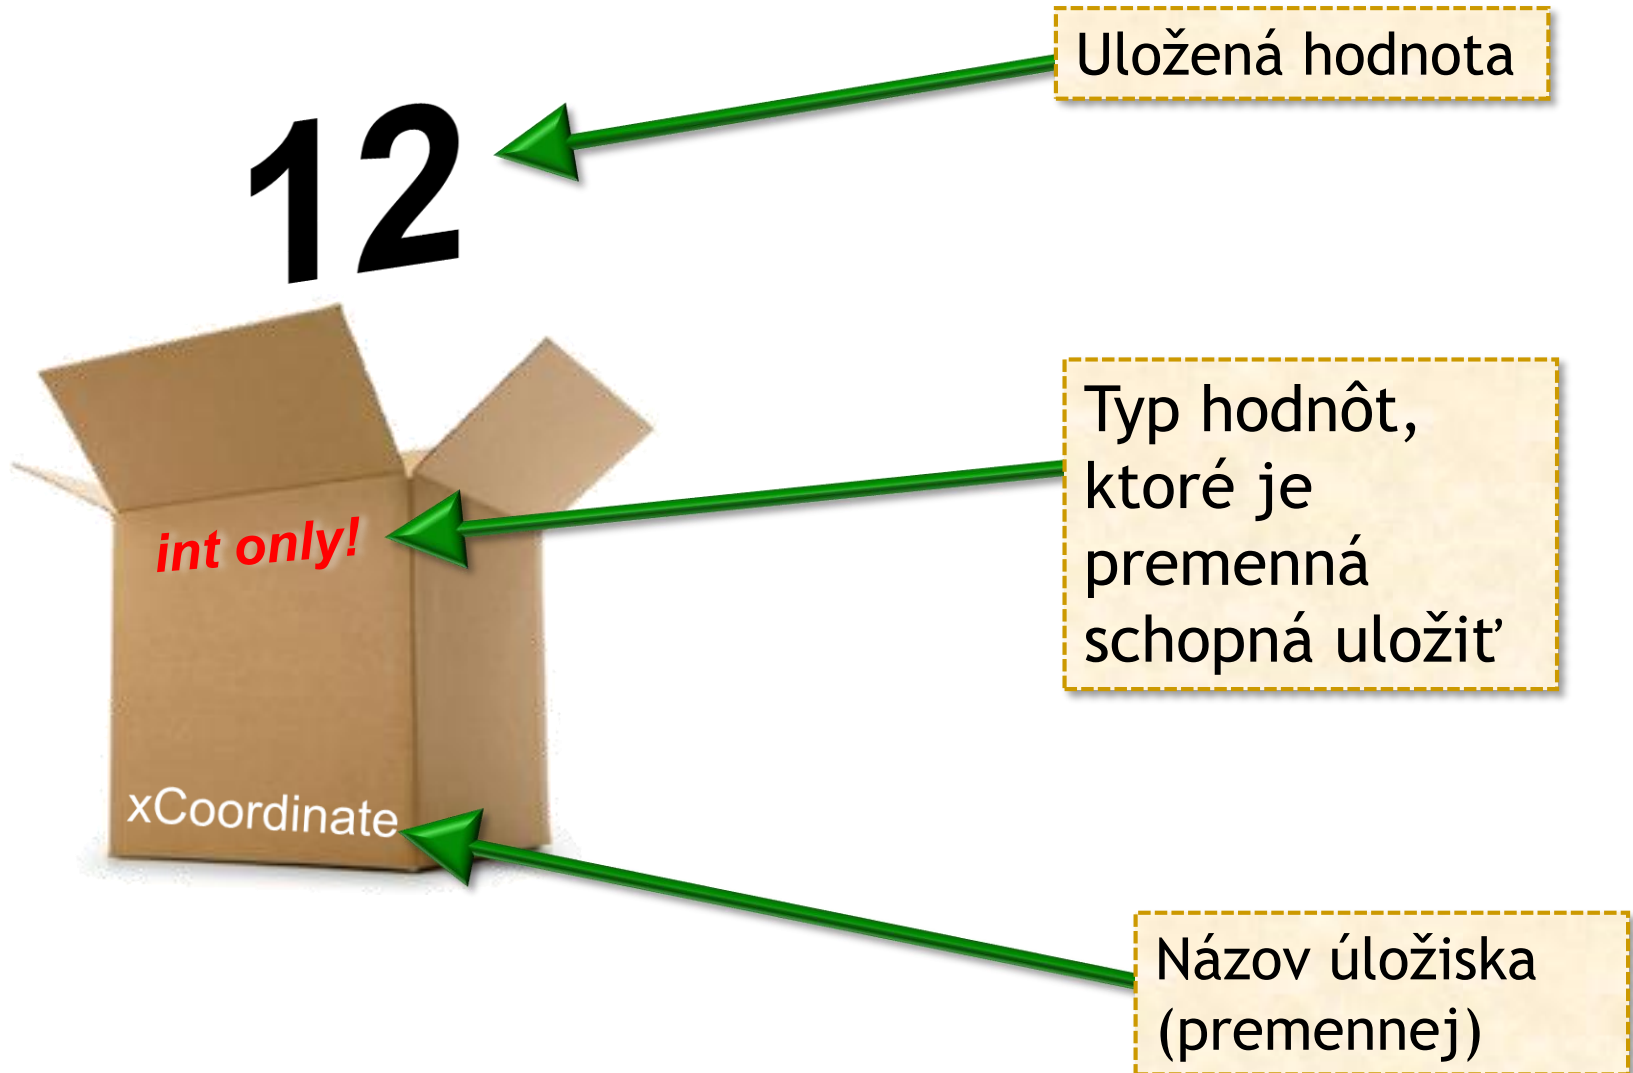 Uložená hodnota
12
Typ hodnôt,
ktoré je
premenná
schopná uložiť
int only!
xCoordinate
Názov úložiska
(premennej)